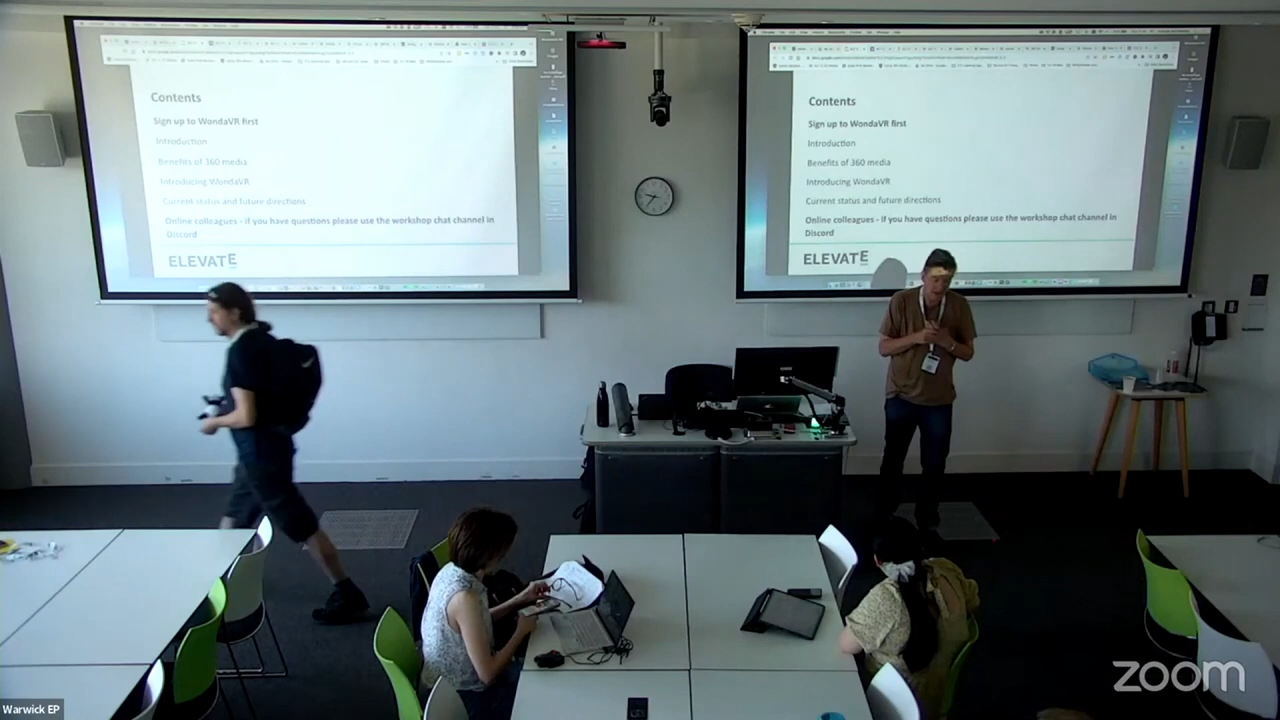 Contents
Sign up to WondaVR first
Introduction
Benefits of 360 media
Introducing WondaVR
Current status and future directions
Online colleagues - if you have questions please use the workshop chat channel in
Discord
ELEVATE
Contents
Sign up to WondaVR first
Introduction
Benefits of 360 media
Introducing WondaVR
Current status and future directions
Online colleagues - if you have questions please use the workshop chat channel in
Discord
ELEVATE
zoom
Warwick EP